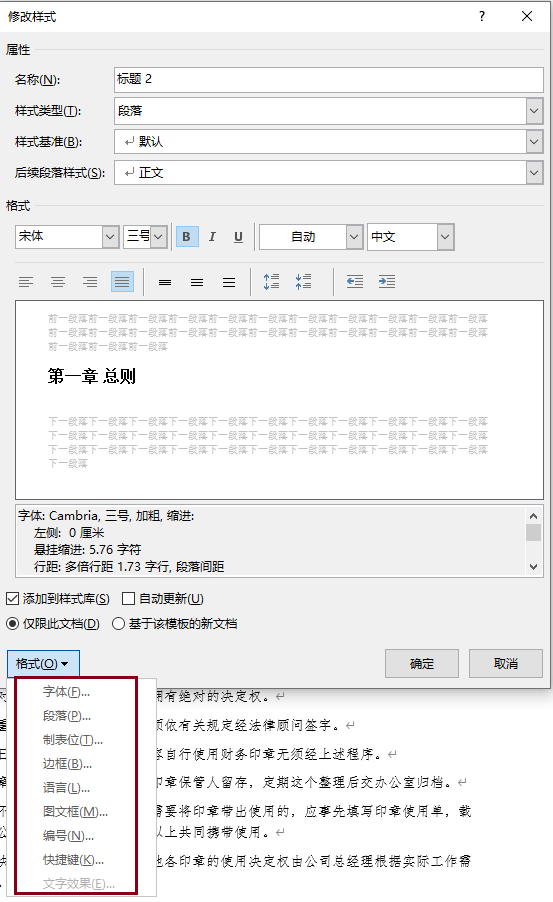 修改样式
?
属性
名称(N):
标题 2
样式类型(T):
段落
样式基准(B):
默认
后续段落样式(S):
正文
格式
宋体
三号
B
I
U
自动
中文
前一段落前一段落前一段落前一段落前一段落前一段落前一段落前一段落前一段落前一段落前一段落
前一段落前一段落前一段落前一段落前一段落前一段落前一段落前一段落前一段落前一段落前一段落
前一段落前一段落前一段落
第一章 总则
下一段落下一段落下一段落下一段落下一段落下一段落下一段落下一段落下一段落下一段落下一段落
下一段落下一段落下一段落下一段落下一段落下一段落下一段落下一段落下一段落下一段落下一段落
下一段落下一段落下一段落下一段落下一段落下一段落下一段落下一段落下一段落下一段落下一段落
下一段落
字体: Cambria, 三号, 加粗, 缩进:
左侧: 0 厘米
悬挂缩进: 5.76 字符
行距: 多倍行距 1.73 字行, 段落间距
添加到样式库(S)
自动更新(U)
仅限此文档(D)
基于该模板的新文档
格式(O)
确定
取消
字体(F)...
拥有绝对的决定权。
段落(P)...
须依有关规定经法律顾问签字。
制表位(T)...
自行使用财务印章无须经上述程序。
边框(B)...
印章保管人留存，定期这个整理后交办公室归档。
语言(L)...
图文框(M)...
需要将印章带出使用的，应事先填写印章使用单，载
编号(N)...
以上共同携带使用。
快捷键(K)...
他各印章的使用决定权由公司总经理根据实际工作需
文字效果(E)...